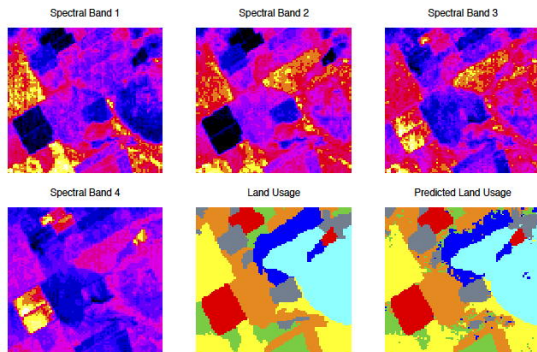 Spectral Band 1
Spectral Band 2
Spectral Band 3
Spectral Band 4
Land Usage
Predicted Land Usage